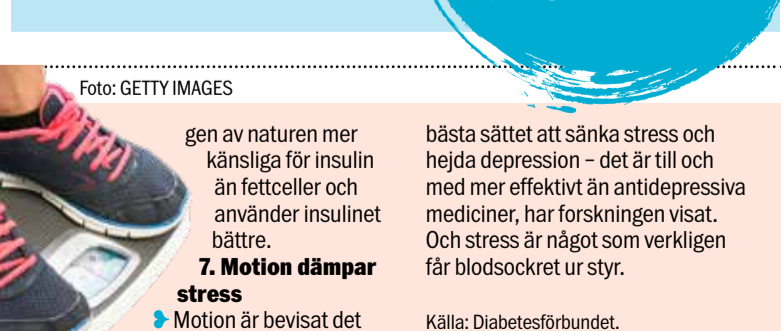 Foto: GETTY IMAGES
gen av naturen mer
känsliga för insulin
än fettceller och
använder insulinet
bättre.
7. Motion dämpar
stress
Motion är bevisat det
bästa sättet att sänka stress och
hejda depression – det är till och
med mer effektivt än antidepressiva
mediciner, har forskningen visat.
Och stress är något som verkligen
får blodsockret ur styr.
Källa: Diabetesförbundet.